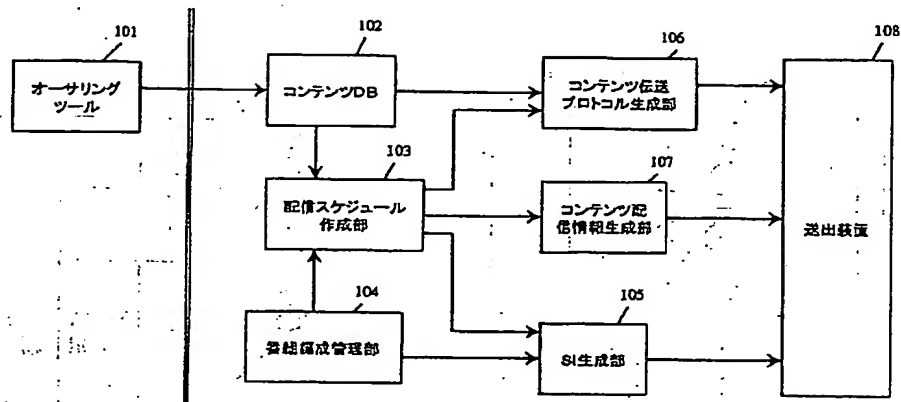 101
オーサリング
ツール
102
コンテンツDB
103
配信スケジュール
作成部
104
番組編成管理部
106
コンテンツ伝送
プロトコル生成部
107
コンテンツ配
信情報生成部
105
SI生成部
108
送出装置